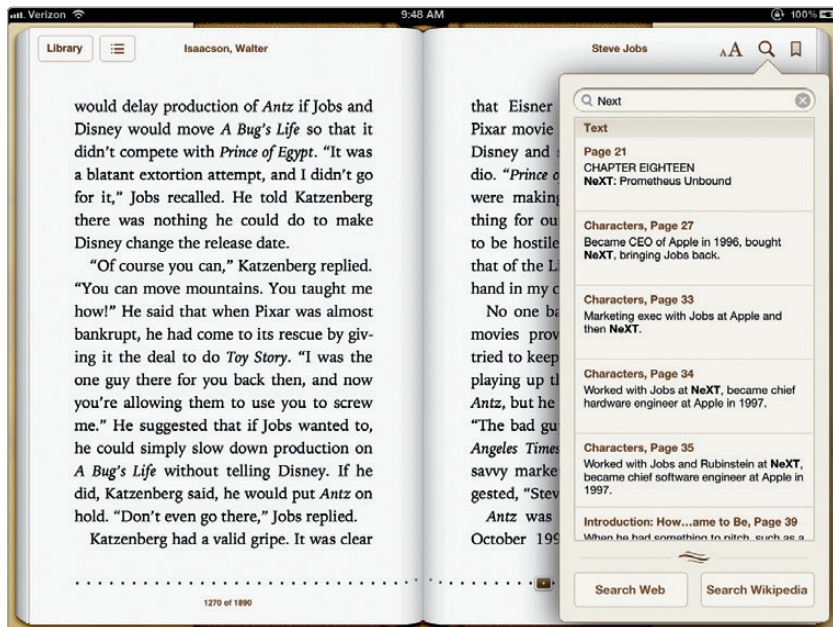 Verizon
9:48 AM
100%
Library
Isaacson, Walter
Steve Jobs
AA
would delay production of Antz if Jobs and
Disney would move A Bug's Life so that it
didn't compete with Prince of Egypt. “It was
a blatant extortion attempt, and I didn't go
for it,” Jobs recalled. He told Katzenberg
there was nothing he could do to make
Disney change the release date.
“Of course you can,” Katzenberg replied.
“You can move mountains. You taught me
how!” He said that when Pixar was almost
bankrupt, he had come to its rescue by giv-
ing it the deal to do Toy Story. “I was the
one guy there for you back then, and now
you're allowing them to use you to screw
me.” He suggested that if Jobs wanted to,
he could simply slow down production on
A Bug's Life without telling Disney. If he
did, Katzenberg said, he would put Antz on
hold. “Don't even go there,” Jobs replied.
Katzenberg had a valid gripe. It was clear
1270 of 1890
that Eisner
Pixar movie
Disney and
dio. “Prince
were making
thing for ou
to be hostile
that of the Li
hand in my c
No one ba
movies prov
tried to keep
playing up th
Antz, but he
“The bad gu
Angeles Times
savvy marke
gested, “Stev
Antz was
October 199
Next
Text
Page 21
CHAPTER EIGHTEEN
NeXT: Prometheus Unbound
Characters, Page 27
Became CEO of Apple in 1996, bought
NeXT, bringing Jobs back.
Characters, Page 33
Marketing exec with Jobs at Apple and
then NeXT.
Characters, Page 34
Worked with Jobs at NeXT, became chief
hardware engineer at Apple in 1997.
Characters, Page 35
Worked with Jobs and Rubinstein at NeXT,
became chief software engineer at Apple in
1997.
Introduction: How...ame to Be, Page 39
When he had something to pitch, such as a
Search Web
Search Wikipedia